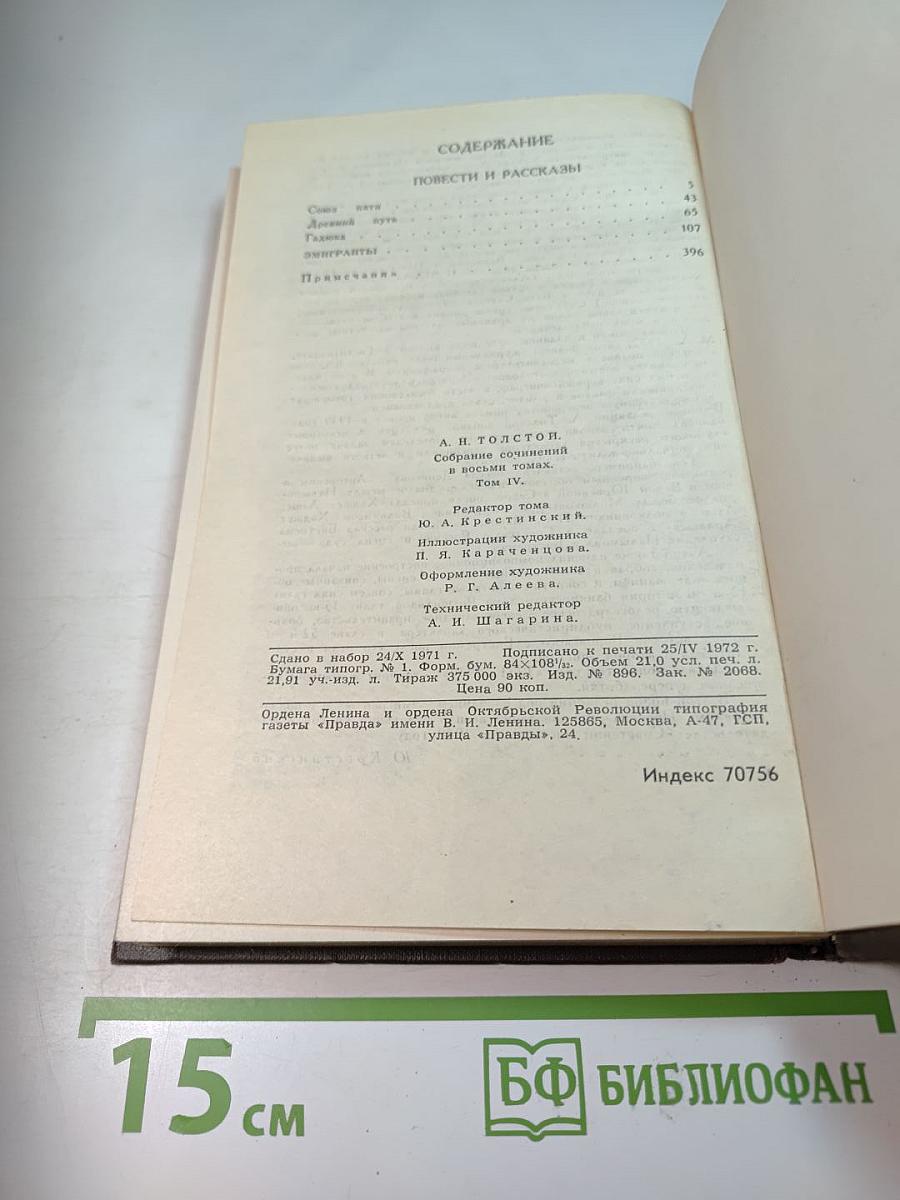 СОДЕРЖАНИЕ
ПОВЕСТИ И РАССКАЗЫ
Союз пяти . . . . . . . . . . 5
Древний путь . . . . . . . . . . 43
Гадюка . . . . . . . . . . 65
ЭМИГРАНТЫ . . . . . . . . . . 107
Примечания . . . . . . . . . . 396
А. Н. ТОЛСТОЙ.
Собрание сочинений
в восьми томах.
Том IV.
Редактор тома
Ю. А. Крестинский.
Иллюстрации художника
П. Я. Караченцова.
Оформление художника
Р. Г. Алеева.
Технический редактор
А. И. Шагарина.
Сдано в набор 24/X 1971 г. Подписано к печати 25/IV 1972 г.
Бумага типогр. № 1. Форм. бум. 84×108¹/₃₂. Объем 21,0 усл. печ. л.
21,91 уч.-изд. л. Тираж 375 000 экз. Изд. № 896. Зак. № 2068.
Цена 90 коп.
Ордена Ленина и ордена Октябрьской Революции типография
газеты «Правда» имени В. И. Ленина. 125865, Москва, А-47, ГСП,
улица «Правды», 24.
Индекс 70756
15 см
БФ БИБЛИОФАН